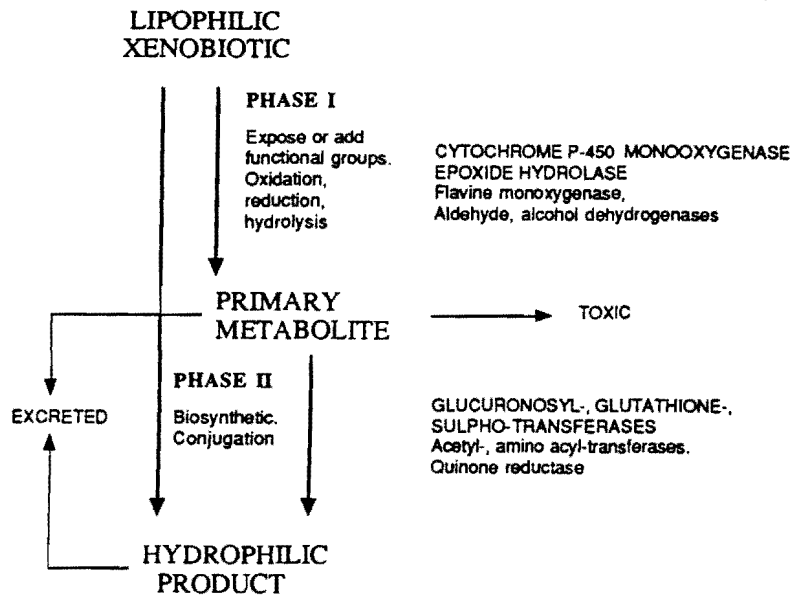 LIPOPHILIC
XENOBIOTIC
PHASE I
Expose or add
functional groups.
Oxidation,
reduction,
hydrolysis
CYTOCHROME P-450 MONOOXYGENASE
EPOXIDE HYDROLASE
Flavine monoxygenase,
Aldehyde, alcohol dehydrogenases
PRIMARY
METABOLITE
TOXIC
PHASE II
Biosynthetic.
Conjugation
EXCRETED
GLUCURONOSYL-, GLUTATHIONE-,
SULPHO-TRANSFERASES
Acetyl-, amino acyl-transferases.
Quinone reductase
HYDROPHILIC
PRODUCT